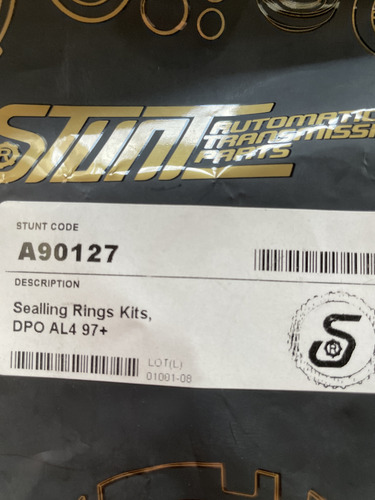 STUNT
AUTOMATIC
TRANSMISSI
PARTS
STUNT CODE
A90127
DESCRIPTION
Sealling Rings Kits,
DPO AL4 97+
LOT(L)
01001-08
S
R